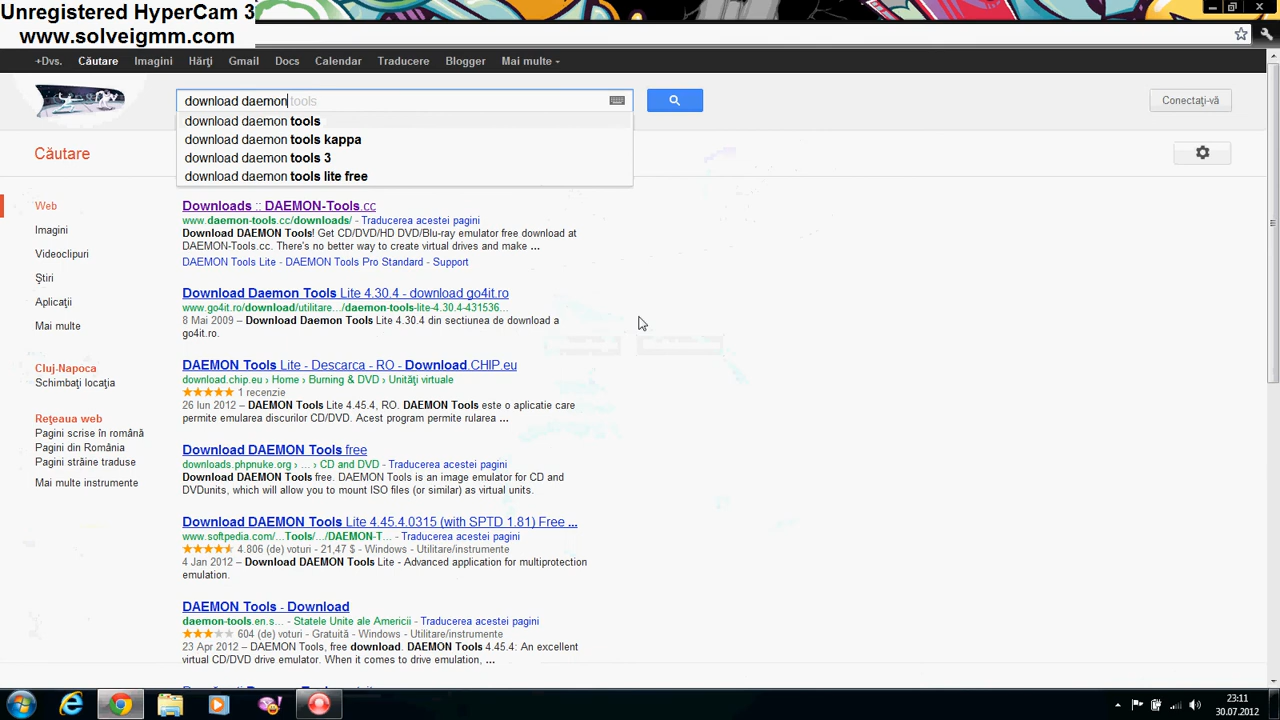 Unregistered HyperCam 3
www.solveigmm.com
+Dvs. Căutare Imagini Hărţi Gmail Docs Calendar Traducere Blogger Mai multe
download daemon tools
Conectaţi-vă
download daemon tools
download daemon tools kappa
download daemon tools 3
download daemon tools lite free
Căutare
Web
Imagini
Videoclipuri
Ştiri
Aplicaţii
Mai multe
Cluj-Napoca
Schimbaţi locaţia
Reţeaua web
Pagini scrise în română
Pagini din România
Pagini străine traduse
Mai multe instrumente
Downloads :: DAEMON-Tools.cc
www.daemon-tools.cc/downloads/ - Traducerea acestei pagini
Download DAEMON Tools! Get CD/DVD/HD DVD/Blu-ray emulator free download at
DAEMON-Tools.cc. There's no better way to create virtual drives and make ...
DAEMON Tools Lite - DAEMON Tools Pro Standard - Support
Download Daemon Tools Lite 4.30.4 - download go4it.ro
www.go4it.ro/download/utilitare.../daemon-tools-lite-4.30.4-431536...
8 Mai 2009 – Download Daemon Tools Lite 4.30.4 din sectiunea de download a
go4it.ro.
DAEMON Tools Lite - Descarca - RO - Download.CHIP.eu
download.chip.eu › Home › Burning & DVD › Unităţi virtuale
1 recenzie
26 Iun 2012 – DAEMON Tools Lite 4.45.4, RO. DAEMON Tools este o aplicatie care
permite emularea discurilor CD/DVD. Acest program permite rularea ...
Download DAEMON Tools free
downloads.phpnuke.org › ... › CD and DVD - Traducerea acestei pagini
Download DAEMON Tools free. DAEMON Tools is an image emulator for CD and
DVDunits, which will allow you to mount ISO files (or similar) as virtual units.
Download DAEMON Tools Lite 4.45.4.0315 (with SPTD 1.81) Free ...
www.softpedia.com/...Tools/.../DAEMON-T... - Traducerea acestei pagini
4.806 (de) voturi - 21,47 $ - Windows - Utilitare/instrumente
4 Jan 2012 – Download DAEMON Tools Lite - Advanced application for multiprotection
emulation.
DAEMON Tools - Download
daemon-tools.en.s... - Statele Unite ale Americii - Traducerea acestei pagini
604 (de) voturi - Gratuită - Windows - Utilitare/instrumente
23 Apr 2012 – DAEMON Tools, free download. DAEMON Tools 4.45.4: An excellent
virtual CD/DVD drive emulator. When it comes to drive emulation, ...
23:11
30.07.2012